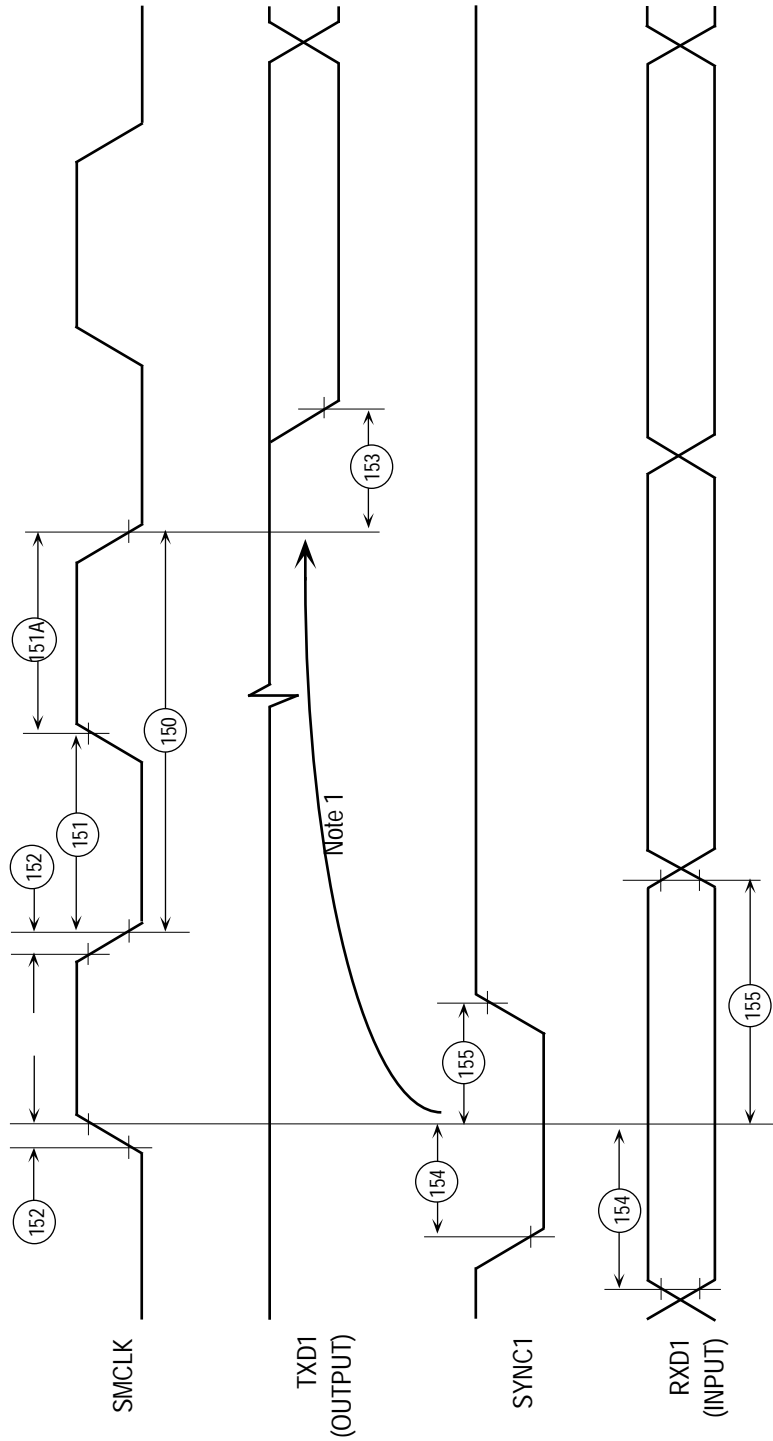 SMCLK
152
152
151
151A
150
TXD1
(OUTPUT)
Note 1
153
SYNC1
154
155
RXD1
(INPUT)
154
155